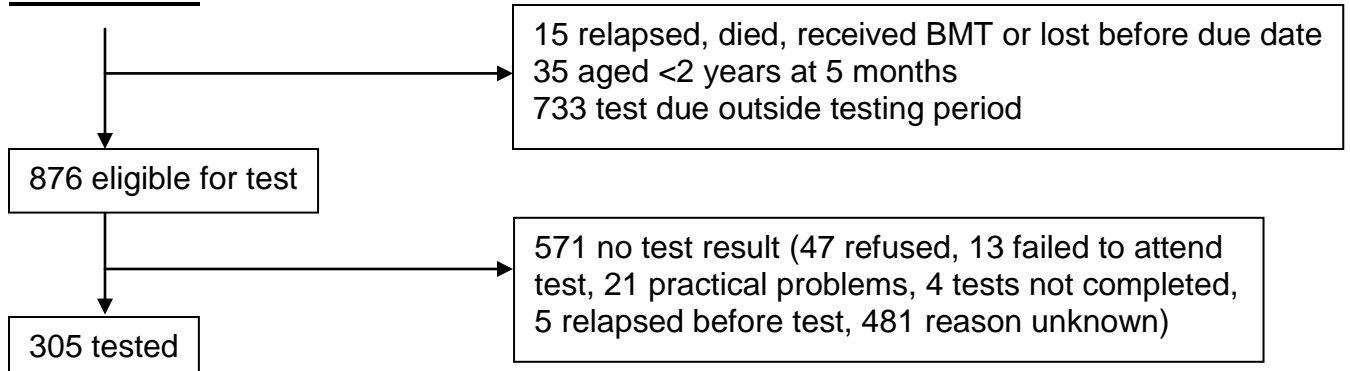 15 relapsed, died, received BMT or lost before due date
35 aged <2 years at 5 months
733 test due outside testing period
876 eligible for test
571 no test result (47 refused, 13 failed to attend
test, 21 practical problems, 4 tests not completed,
5 relapsed before test, 481 reason unknown)
305 tested